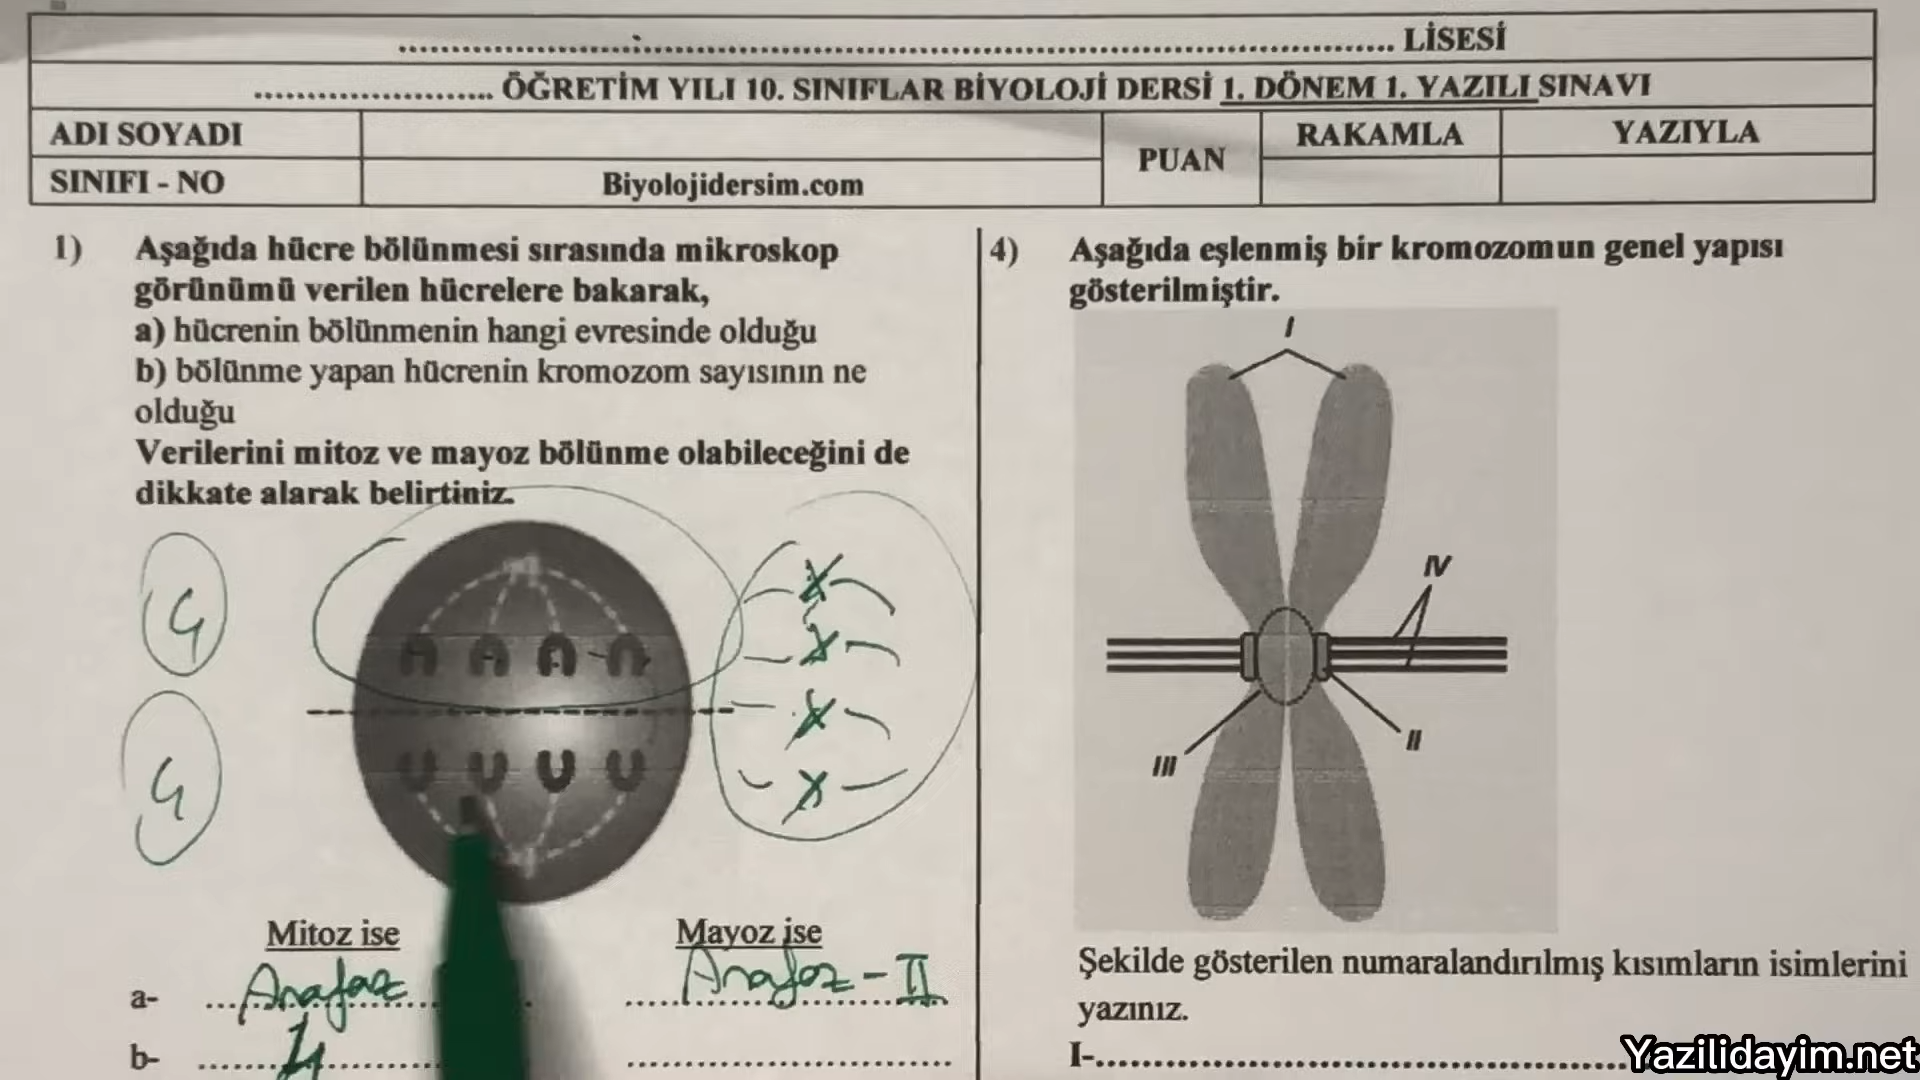 ................................................ LİSESİ
........................ ÖĞRETİM YILI 10. SINIFLAR BİYOLOJİ DERSİ 1. DÖNEM 1. YAZILI SINAVI
ADI SOYADI
PUAN
RAKAMLA
YAZIYLA
SINIFI - NO
Biyolojidersim.com
1) Aşağıda hücre bölünmesi sırasında mikroskop
görünümü verilen hücrelere bakarak,
a) hücrenin bölünmenin hangi evresinde olduğu
b) bölünme yapan hücrenin kromozom sayısının ne
olduğu
Verilerini mitoz ve mayoz bölünme olabileceğini de
dikkate alarak belirtiniz.
4
4
Mitoz ise
Mayoz ise
a- Anafaz
Anafaz - II
b- 4
4) Aşağıda eşlenmiş bir kromozomun genel yapısı
gösterilmiştir.
I
IV
II
III
Şekilde gösterilen numaralandırılmış kısımların isimlerini
yazınız.
I-................................
Yazilidayim.net